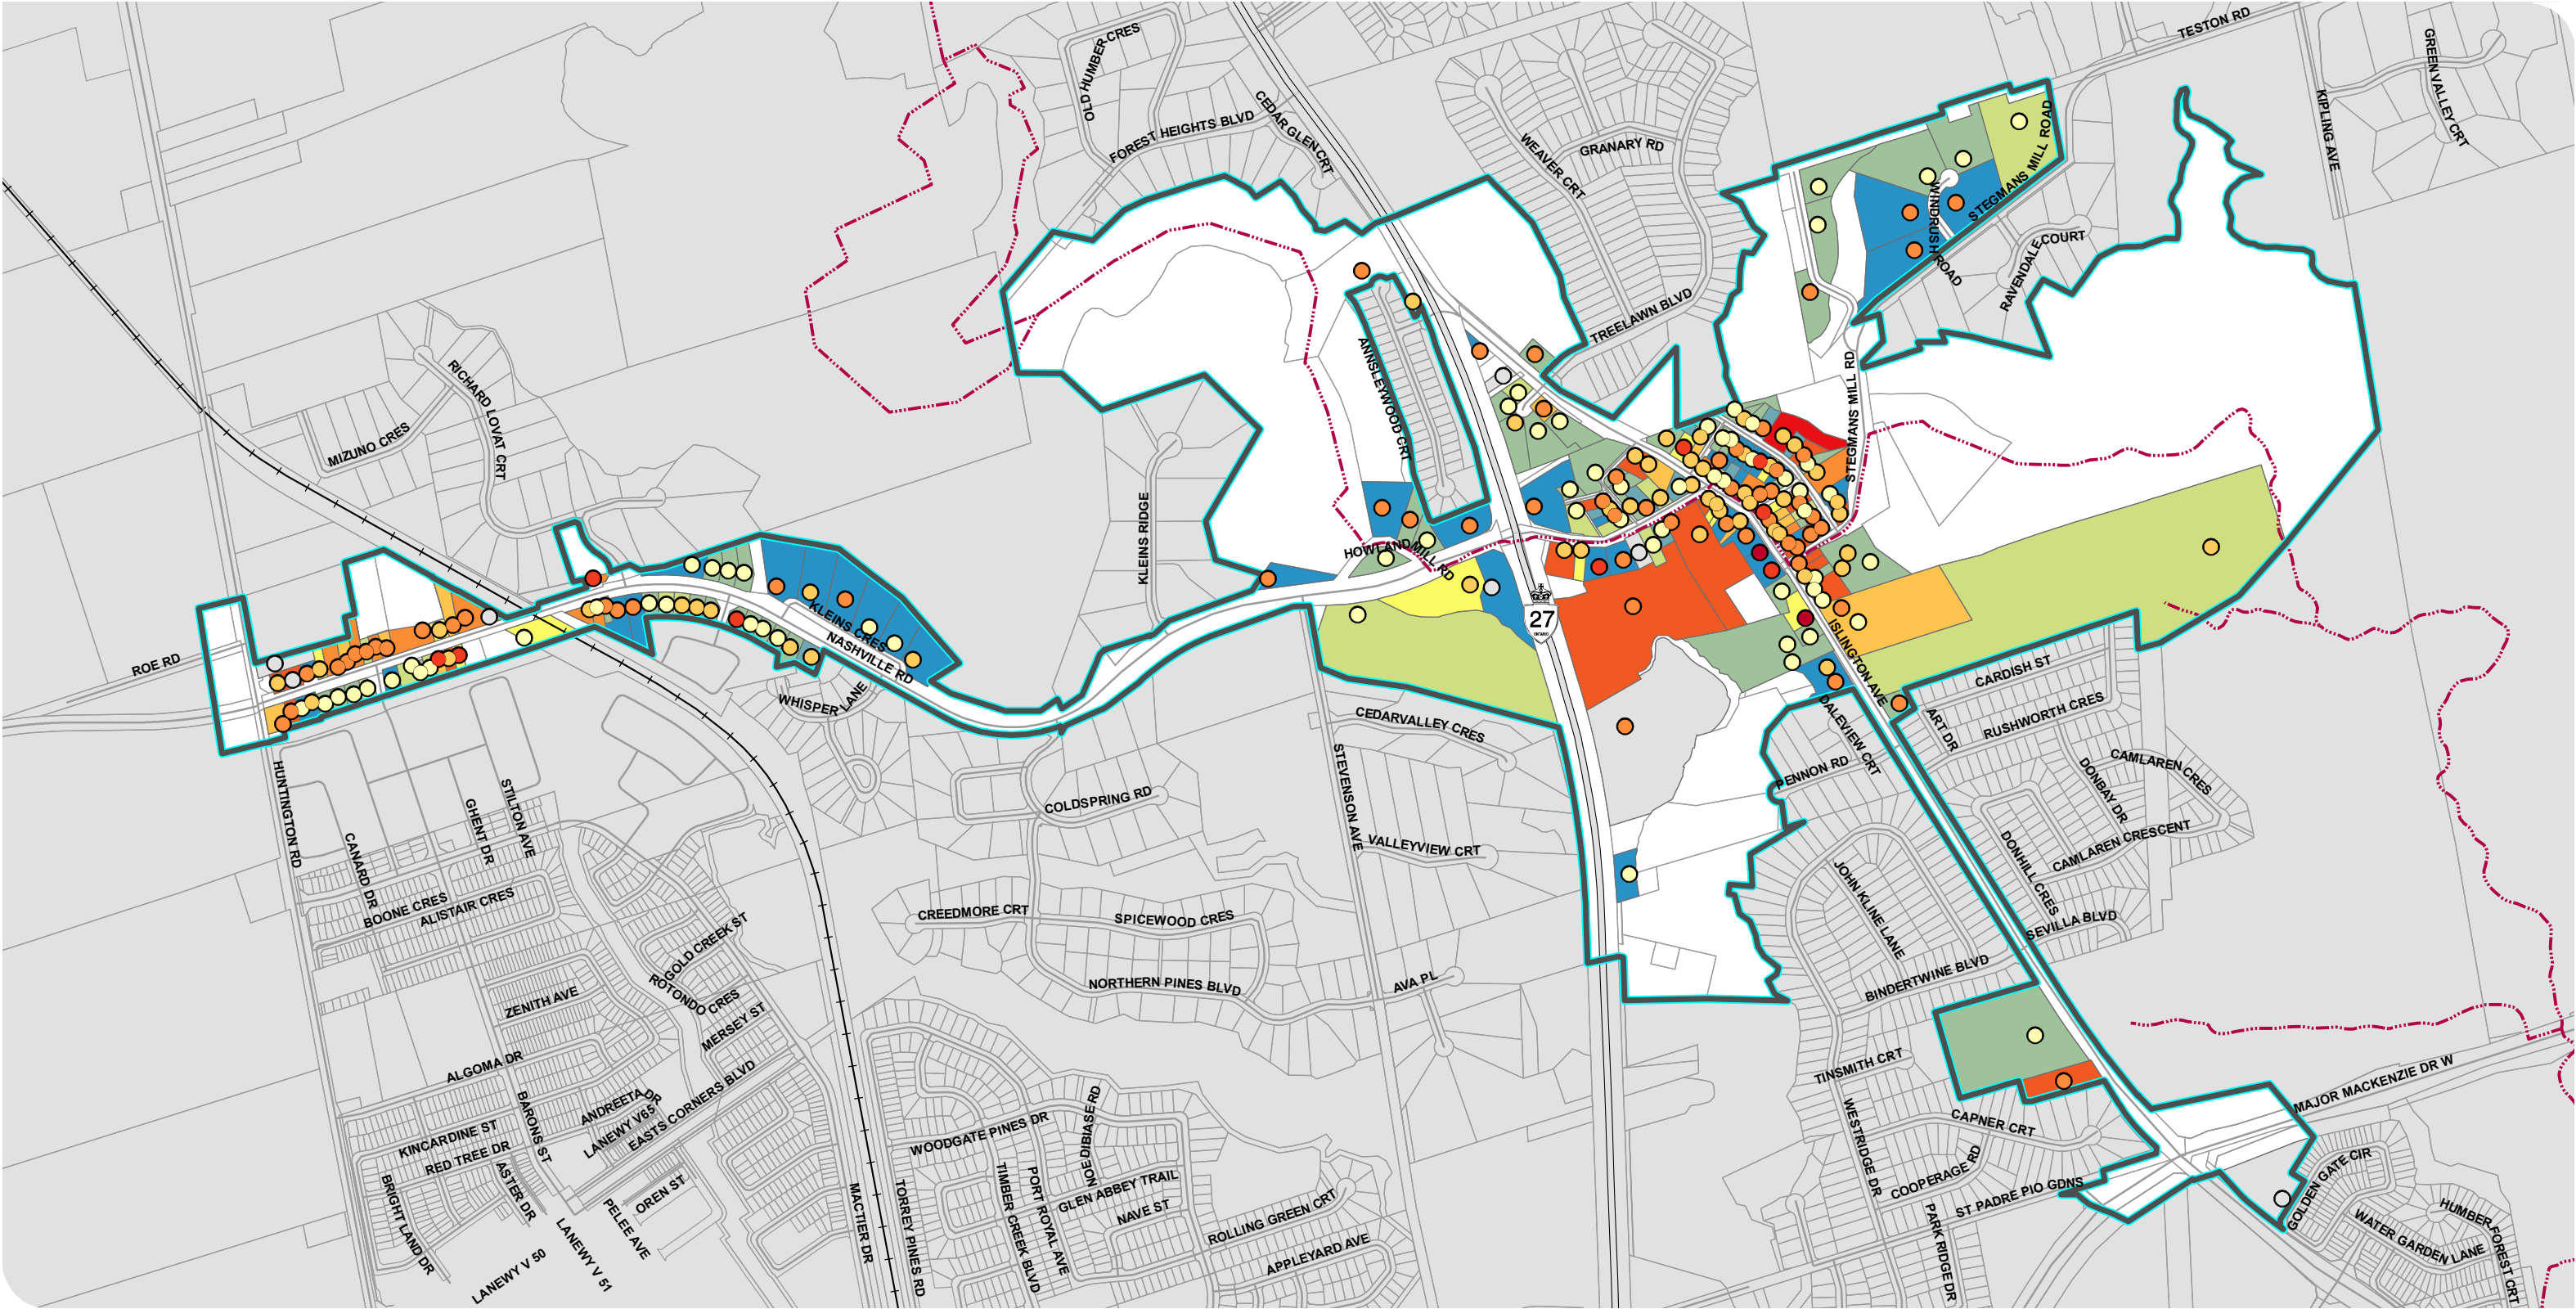 TESTON RD
OLD HUMBER CRES
GREEN VALLEY CRT
KIPLING AVE
CEDAR GLEN CRT
FOREST HEIGHTS BLVD
WEAVER CRT
GRANARY RD
STEGMANS MILL ROAD
WINDRUSH ROAD
RAVENDALE COURT
TREELAWN BLVD
ANNSLEYWOOD CRT
STEGMANS MILL RD
RICHARD LOVAT CRT
MIZUNO CRES
KLEINS RIDGE
HOWLAND MILL RD
27
ONTARIO
KLEINS CRES
NASHVILLE RD
ROE RD
WHISPER LANE
ISLINGTON AVE
CARDISH ST
RUSHWORTH CRES
ART DR
DALEVIEW CRT
PENNON RD
CEDARVALLEY CRES
STEVENSON AVE
VALLEYVIEW CRT
COLDSPRING RD
CAMLAREN CRES
DONBAY DR
CAMLAREN CRESCENT
DONHILL CRES
SEVILLA BLVD
JOHN KLINE LANE
BINDERTWINE BLVD
HUNTINGTON RD
CANARD DR
GHENT DR
STILTON AVE
BOONE CRES
ALISTAIR CRES
CREEDMORE CRT
SPICEWOOD CRES
NORTHERN PINES BLVD
AVA PL
GOLD CREEK ST
ROTONDO CRES
ZENITH AVE
MERSEY ST
ALGOMA DR
TINSMITH CRT
WESTRIDGE DR
CAPNER CRT
MAJOR MACKENZIE DR W
BARONS ST
ANDREETA DR
LANEWY V65
EASTS CORNERS BLVD
KINCARDINE ST
RED TREE DR
ASTER DR
BRIGHT LAND DR
OREN ST
PELEE AVE
LANEWY V 50
LANEWY V 51
MACTIER DR
TORREY PINES RD
WOODGATE PINES DR
TIMBER CREEK BLVD
PORT ROYAL AVE
GLEN ABBEY TRAIL
NAVE ST
ROLLING GREEN CRT
APPLEYARD AVE
COOPERAGE RD
ST PADRE PIO GDNS
PARK RIDGE DR
GOLDEN GATE CIR
WATER GARDEN LANE
HUMBER FOREST CRT